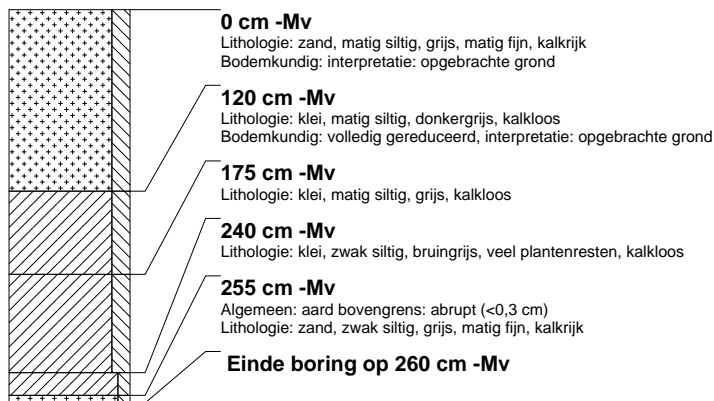 0 cm -Mv
Lithologie: zand, matig siltig, grijs, matig fijn, kalkrijk
Bodemkundig: interpretatie: opgebrachte grond
120 cm -Mv
Lithologie: klei, matig siltig, donkergrijs, kalkloos
Bodemkundig: volledig gereduceerd, interpretatie: opgebrachte grond
175 cm -Mv
Lithologie: klei, matig siltig, grijs, kalkloos
240 cm -Mv
Lithologie: klei, zwak siltig, bruingrijs, veel plantenresten, kalkloos
255 cm -Mv
Algemeen: aard bovengrens: abrupt (<0,3 cm)
Lithologie: zand, zwak siltig, grijs, matig fijn, kalkrijk
Einde boring op 260 cm -Mv